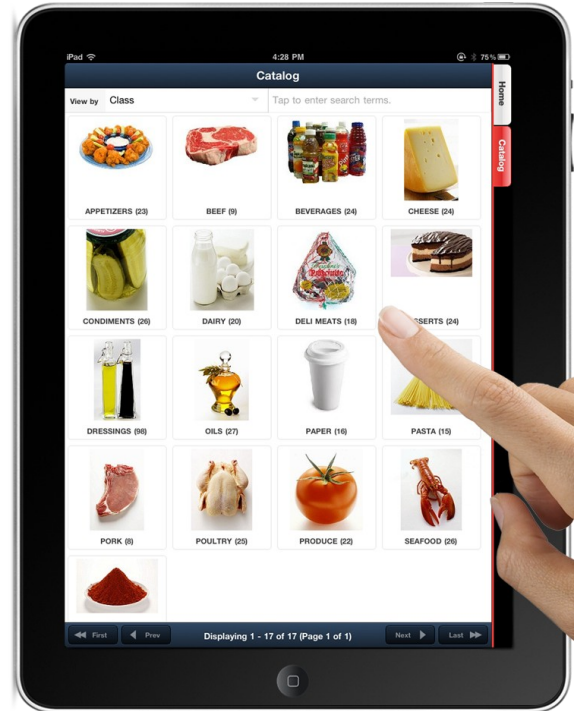 iPad
4:28 PM
75%
Catalog
Home
View by
Class
Tap to enter search terms.
Catalog
APPETIZERS (23)
BEEF (9)
BEVERAGES (24)
CHEESE (24)
CONDIMENTS (26)
DAIRY (20)
DELI MEATS (18)
SSERTS (24)
DRESSINGS (98)
OILS (27)
PAPER (16)
PASTA (15)
PORK (8)
POULTRY (25)
PRODUCE (22)
SEAFOOD (26)
First
Prev
Displaying 1 - 17 of 17 (Page 1 of 1)
Next
Last